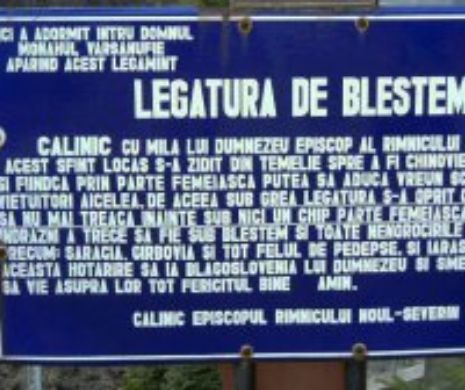 ICI A ADORMIT INTRU DOMNUL
MONAHUL VARSANUFIE
APARIND ACEST LEGAMINT
LEGATURA DE BLESTEM
CALINIC CU MILA LUI DUMNEZEU EPISCOP AL RIMNICULUI
ACEST SFINT LOCAS S-A ZIDIT DIN TEMELIE SPRE A FI CHINOVIE
SI FIINDCA PRIN PARTE FEMEIASCA PUTEA SA ADUCA VREUN
VIETUITORI AICELEA, DE ACEEA SUB GREA LEGATURA S-A OPRIT
SA NU MAI TREACA INAINTE SUB NICI UN CHIP PARTE FEMEIASCA
INDRAZNI A TRECE SA FIE SUB BLESTEM SI TOATE NENOROCIRILE
PRECUM: SARACIA, GIRBOVIA SI TOT FELUL DE PEDEPSE, SI IARAS
ACEASTA HOTARIRE SA IA BLAGOSLOVENIA LUI DUMNEZEU SI
SA VIE ASUPRA LOR TOT FERICITUL BINE AMIN.
CALINIC EPISCOPUL RIMNICULUI NOUL-SEVERIN